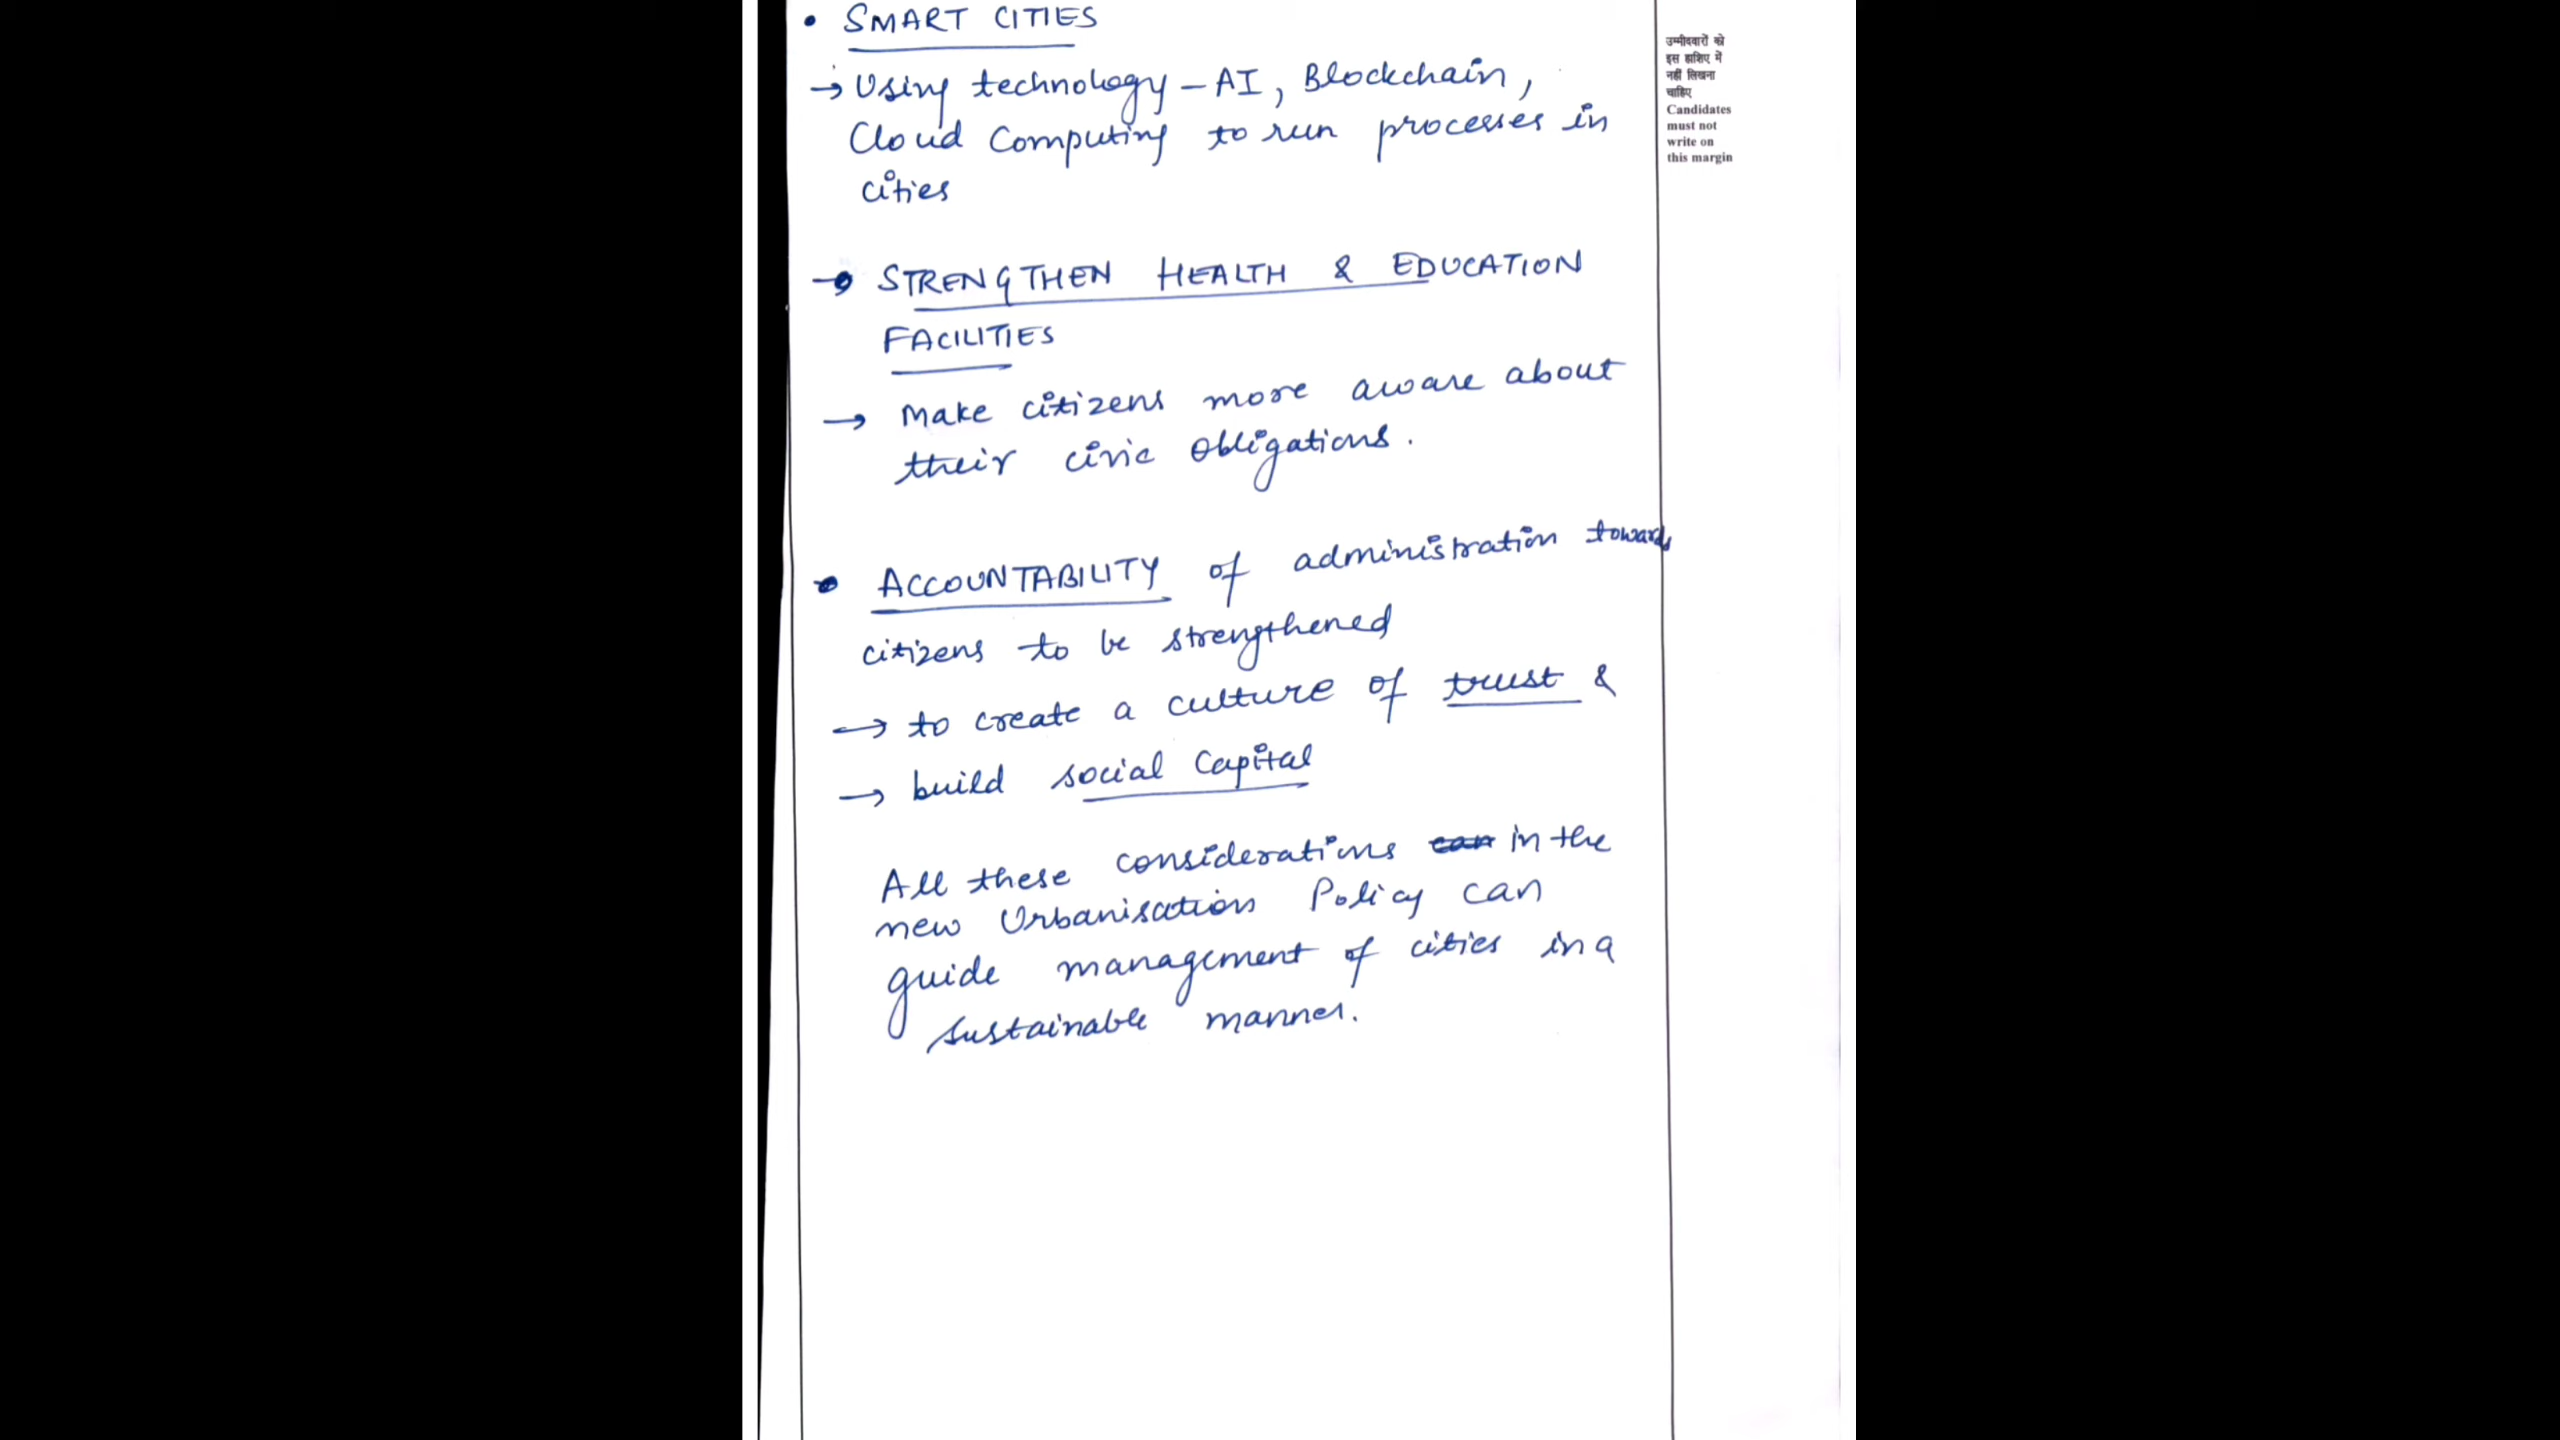 • SMART CITIES
→ Using technology – AI, Blockchain,
Cloud Computing to run processes in
cities
→• STRENGTHEN HEALTH & EDUCATION
FACILITIES
→ Make citizens more aware about
their civic obligations.
• ACCOUNTABILITY of administration towards
citizens to be strengthened
→ to create a culture of trust &
→ build social capital
All these considerations can in the
new Urbanisation Policy can
guide management of cities in a
sustainable manner.
उम्मीदवारों को
इस हाशिए में
नहीं लिखना
चाहिए
Candidates
must not
write on
this margin